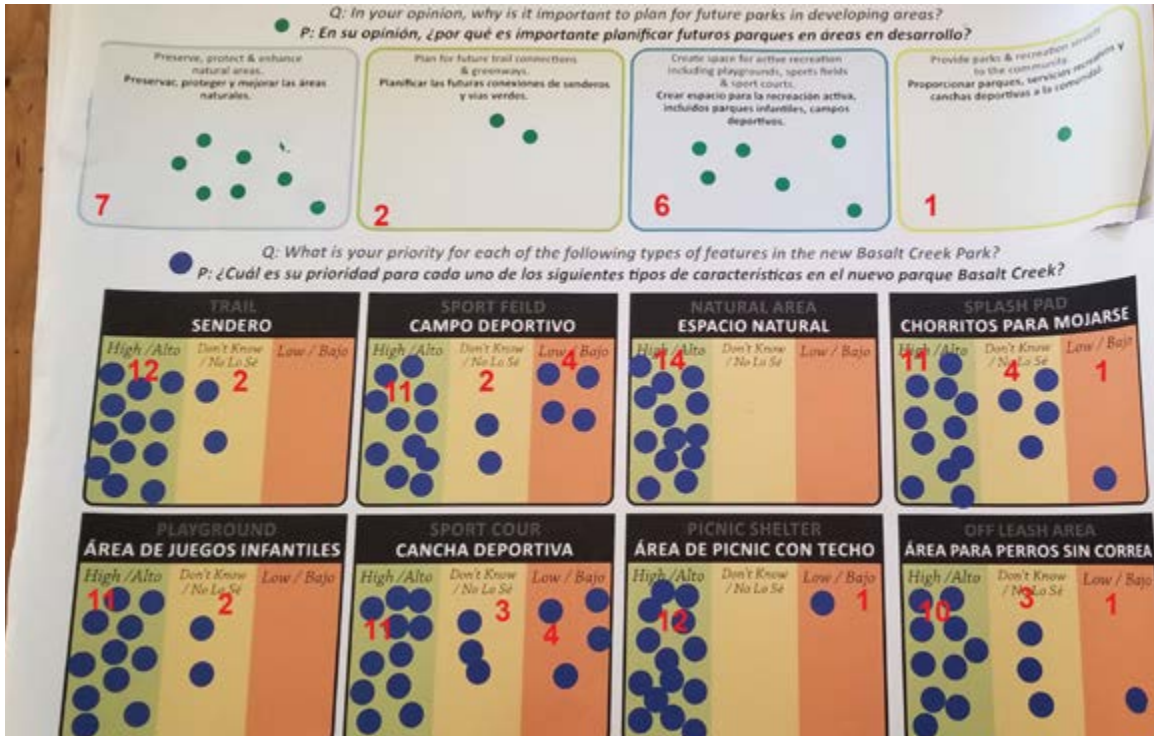 Q: In your opinion, why is it important to plan for future parks in developing areas?
P: En su opinión, ¿por qué es importante planificar futuros parques en áreas en desarrollo?
Preserve, protect & enhance
natural areas.
Preservar, proteger y mejorar las áreas
naturales.
7
Plan for future trail connections
& greenways.
Planificar las futuras conexiones de senderos
y vías verdes.
2
Create space for active recreation
including playgrounds, sports fields
& sport courts.
Crear espacio para la recreación activa,
incluidos parques infantiles, campos
deportivos.
6
Provide parks & recreation
to the community.
Proporcionar parques, servicios recreativos y
canchas deportivas a la comunidad.
1
Q: What is your priority for each of the following types of features in the new Basalt Creek Park?
P: ¿Cuál es su prioridad para cada uno de los siguientes tipos de características en el nuevo parque Basalt Creek?
TRAIL
SENDERO
High /Alto
Don't Know
/ No Lo Sé
Low / Bajo
12
2
SPORT FEILD
CAMPO DEPORTIVO
High /Alto
Don't Know
/ No Lo Sé
Low / Bajo
11
2
4
NATURAL AREA
ESPACIO NATURAL
High /Alto
Don't Know
/ No Lo Sé
Low / Bajo
14
SPLASH PAD
CHORRITOS PARA MOJARSE
High /Alto
Don't Know
/ No Lo Sé
Low / Bajo
11
4
1
PLAYGROUND
ÁREA DE JUEGOS INFANTILES
High /Alto
Don't Know
/ No Lo Sé
Low / Bajo
11
2
SPORT COUR
CANCHA DEPORTIVA
High /Alto
Don't Know
/ No Lo Sé
Low / Bajo
11
3
4
PICNIC SHELTER
ÁREA DE PICNIC CON TECHO
High /Alto
Don't Know
/ No Lo Sé
Low / Bajo
12
1
OFF LEASH AREA
ÁREA PARA PERROS SIN CORREA
High /Alto
Don't Know
/ No Lo Sé
Low / Bajo
10
3
1